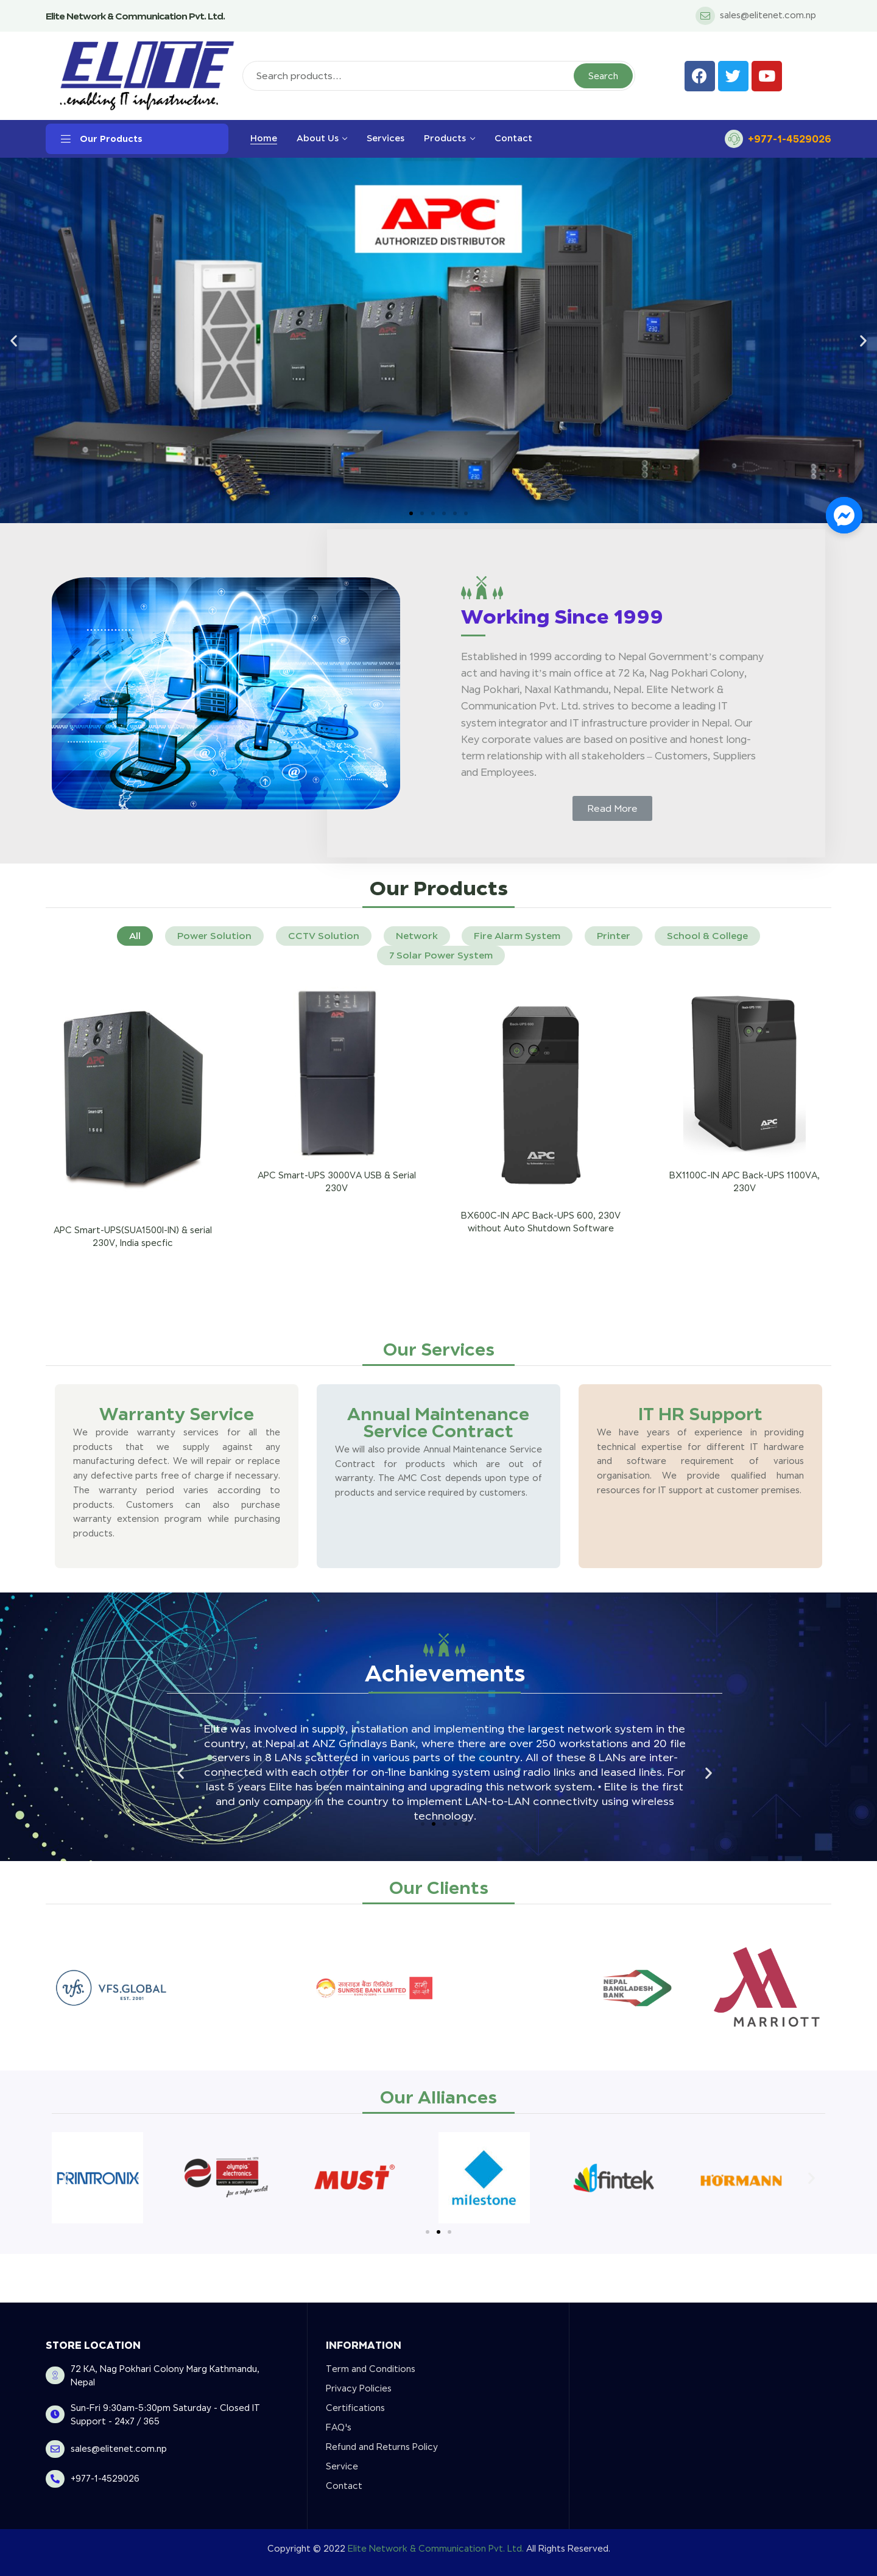 Elite Network & Communication Pvt. Ltd.
sales@elitenet.com.np
ELITE
..enabling IT infrastructure.
Search products...
Search
Our Products
Home
About Us
Services
Products
Contact
+977-1-4529026
APC
AUTHORIZED DISTRIBUTOR
Working Since 1999
Established in 1999 according to Nepal Government's company
act and having it's main office at 72 Ka, Nag Pokhari Colony,
Nag Pokhari, Naxal Kathmandu, Nepal. Elite Network &
Communication Pvt. Ltd. strives to become a leading IT
system integrator and IT infrastructure provider in Nepal. Our
Key corporate values are based on positive and honest long-
term relationship with all stakeholders – Customers, Suppliers
and Employees.
Read More
Our Products
All
Power Solution
CCTV Solution
Network
Fire Alarm System
Printer
School & College
7 Solar Power System
APC Smart-UPS(SUA1500I-IN) & serial
230V, India specfic
APC Smart-UPS 3000VA USB & Serial
230V
BX600C-IN APC Back-UPS 600, 230V
without Auto Shutdown Software
BX1100C-IN APC Back-UPS 1100VA,
230V
Our Services
Warranty Service
We provide warranty services for all the
products that we supply against any
manufacturing defect. We will repair or replace
any defective parts free of charge if necessary.
The warranty period varies according to
products. Customers can also purchase
warranty extension program while purchasing
products.
Annual Maintenance
Service Contract
We will also provide Annual Maintenance Service
Contract for products which are out of
warranty. The AMC Cost depends upon type of
products and service required by customers.
IT HR Support
We have years of experience in providing
technical expertise for different IT hardware
and software requirement of various
organisation. We provide qualified human
resources for IT support at customer premises.
Achievements
Elite was involved in supply, installation and implementing the largest network system in the
country, at Nepal at ANZ Grindlays Bank, where there are over 250 workstations and 20 file
servers in 8 LANs scattered in various parts of the country. All of these 8 LANs are inter-
connected with each other for on-line banking system using radio links and leased lines. For
last 5 years Elite has been maintaining and upgrading this network system. • Elite is the first
and only company in the country to implement LAN-to-LAN connectivity using wireless
technology.
Our Clients
vfs.
VFS.GLOBAL
EST. 2001
सनराइज बैंक लिमिटेड
SUNRISE BANK LIMITED
NEPAL
BANGLADESH
BANK
MARRIOTT
Our Alliances
PRINTRONIX
olympia
electronics
for a safer world!
MUST
milestone
fintek
HÖRMANN
STORE LOCATION
72 KA, Nag Pokhari Colony Marg Kathmandu,
Nepal
Sun-Fri 9:30am-5:30pm Saturday - Closed IT
Support - 24x7 / 365
sales@elitenet.com.np
+977-1-4529026
INFORMATION
Term and Conditions
Privacy Policies
Certifications
FAQ's
Refund and Returns Policy
Service
Contact
Copyright © 2022 Elite Network & Communication Pvt. Ltd. All Rights Reserved.